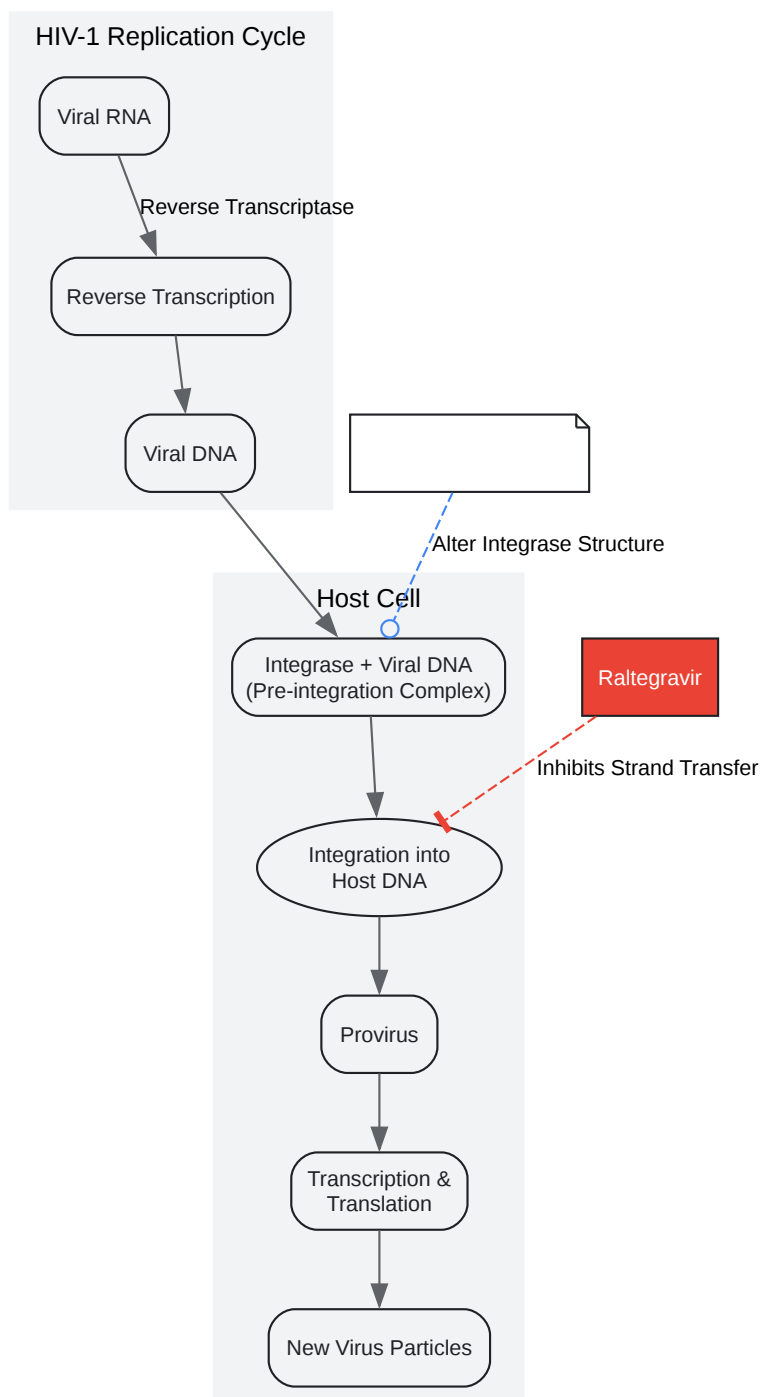 HIV-1 Replication Cycle
Viral RNA
Reverse Transcriptase
Reverse Transcription
Viral DNA
Alter Integrase Structure
Host Cell
Integrase + Viral DNA
(Pre-integration Complex)
Raltegravir
Inhibits Strand Transfer
Integration into
Host DNA
Provirus
Transcription &
Translation
New Virus Particles